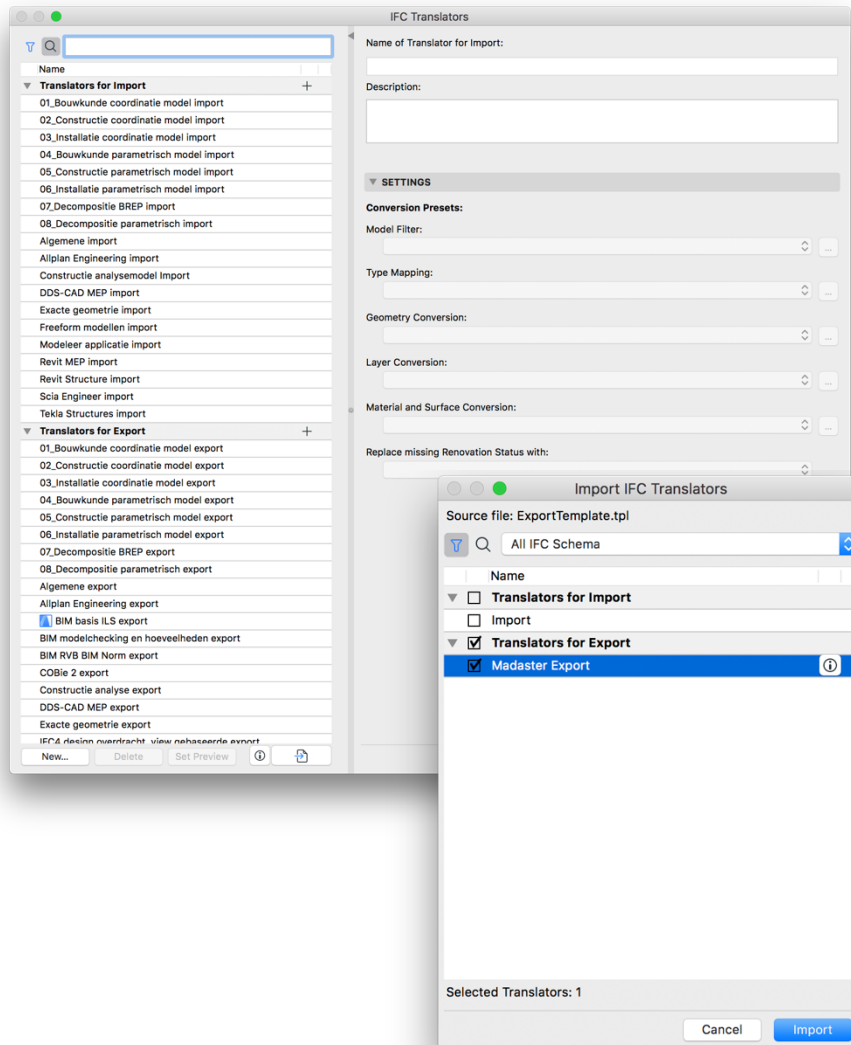 IFC Translators
Name
Translators for Import
01_Bouwkunde coordinatie model import
02_Constructie coordinatie model import
03_Installatie coordinatie model import
04_Bouwkunde parametrisch model import
05_Constructie parametrisch model import
06_Installatie parametrisch model import
07_Decompositie BREP import
08_Decompositie parametrisch import
Algemene import
Allplan Engineering import
Constructie analysemodel Import
DDS-CAD MEP import
Exacte geometrie import
Freeform modellen import
Modeleer applicatie import
Revit MEP import
Revit Structure import
Scia Engineer import
Tekla Structures import
Translators for Export
01_Bouwkunde coordinatie model export
02_Constructie coordinatie model export
03_Installatie coordinatie model export
04_Bouwkunde parametrisch model export
05_Constructie parametrisch model export
06_Installatie parametrisch model export
07_Decompositie BREP export
08_Decompositie parametrisch export
Algemene export
Allplan Engineering export
BIM basis ILS export
BIM modelchecking en hoeveelheden export
BIM RVB BIM Norm export
COBie 2 export
Constructie analyse export
DDS-CAD MEP export
Exacte geometrie export
IFC4 design overdracht, view gebaseerde export
New...
Delete
Set Preview
Name of Translator for Import:
Description:
SETTINGS
Conversion Presets:
Model Filter:
...
Type Mapping:
...
Geometry Conversion:
...
Layer Conversion:
...
Material and Surface Conversion:
...
Replace missing Renovation Status with:
Import IFC Translators
Source file: ExportTemplate.tpl
All IFC Schema
Name
Translators for Import
Import
Translators for Export
Madaster Export
Selected Translators: 1
Cancel
Import